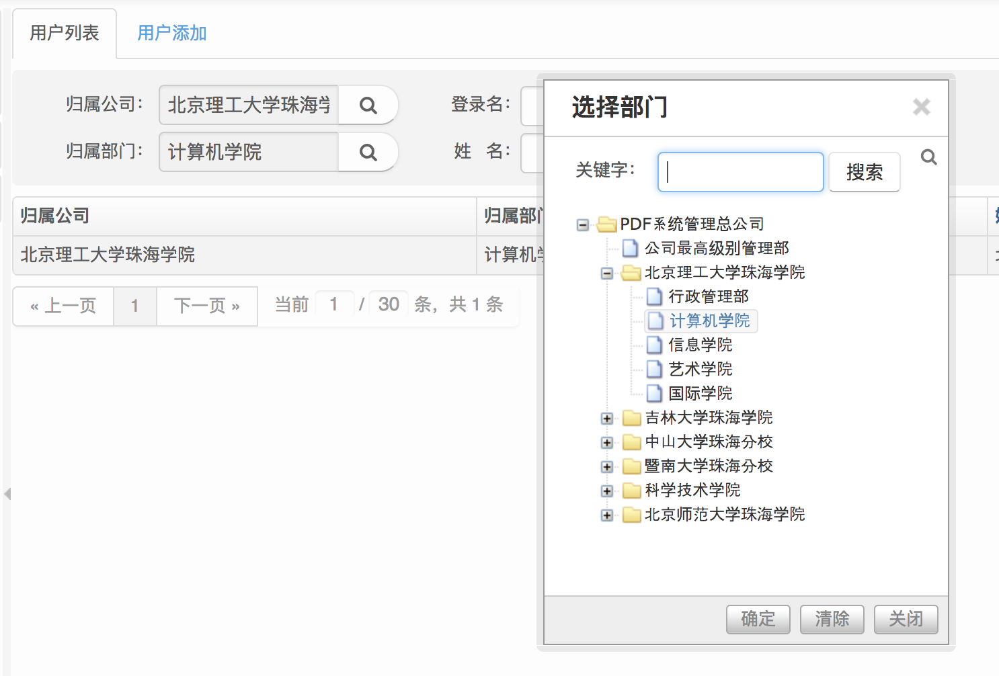 用户列表 用户添加
归属公司： 北京理工大学珠海学 登录名：
归属部门： 计算机学院 姓 名：
归属公司 归属部门
北京理工大学珠海学院 计算机学
« 上一页 1 下一页 » 当前 1 / 30 条，共 1 条
选择部门
关键字： 搜索
PDF系统管理总公司
公司最高级别管理部
北京理工大学珠海学院
行政管理部
计算机学院
信息学院
艺术学院
国际学院
吉林大学珠海学院
中山大学珠海分校
暨南大学珠海分校
科学技术学院
北京师范大学珠海学院
确定 清除 关闭